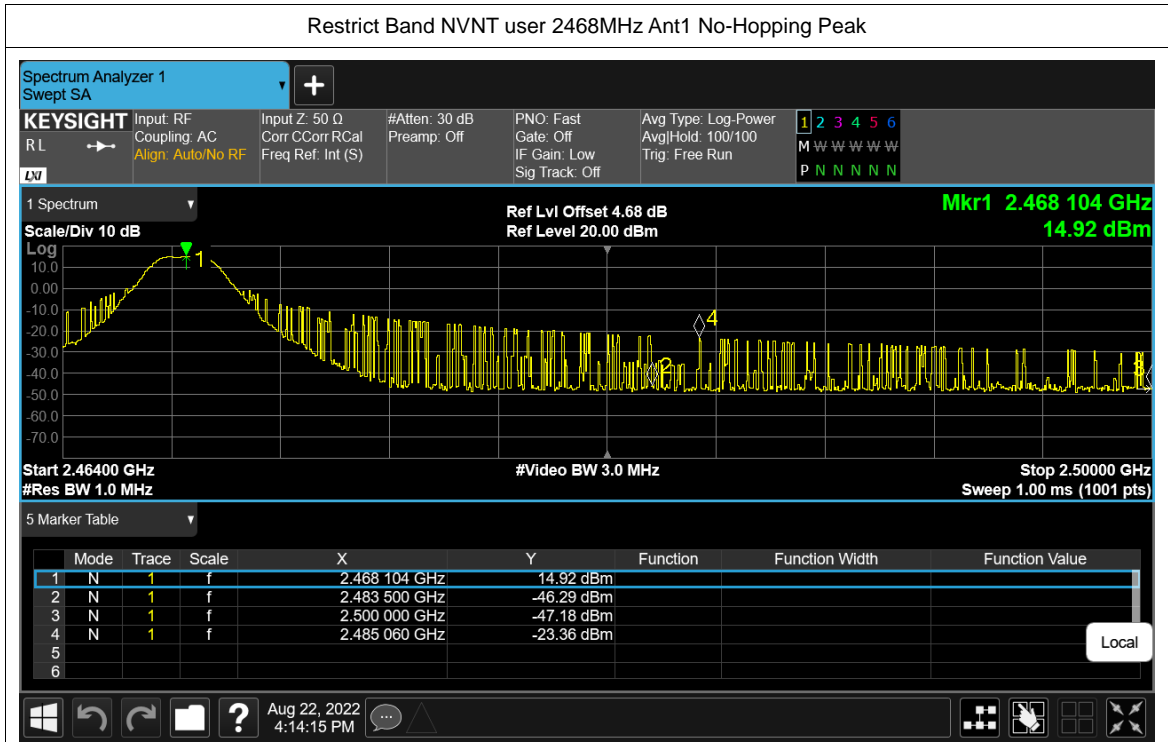 Restrict Band NVNT user 2468MHz Ant1 No-Hopping Peak
Spectrum Analyzer 1
Swept SA
+
KEYSIGHT Input: RF Input Z: 50 Ω #Atten: 30 dB PNO: Fast Avg Type: Log-Power 1 2 3 4 5 6
R L Coupling: AC Corr CCorr RCal Preamp: Off Gate: Off Avg|Hold: 100/100 M W W W W W
Align: Auto/No RF Freq Ref: Int (S) IF Gain: Low Trig: Free Run
LXI Sig Track: Off P N N N N N
1 Spectrum Ref Lvl Offset 4.68 dB Mkr1 2.468 104 GHz
Scale/Div 10 dB Ref Level 20.00 dBm 14.92 dBm
Log
10.0
0.00
-10.0
-20.0
-30.0
-40.0
-50.0
-60.0
-70.0
1
4
2
3
Start 2.46400 GHz #Video BW 3.0 MHz Stop 2.50000 GHz
#Res BW 1.0 MHz Sweep 1.00 ms (1001 pts)
5 Marker Table
Mode Trace Scale X Y Function Function Width Function Value
1 N 1 f 2.468 104 GHz 14.92 dBm
2 N 1 f 2.483 500 GHz -46.29 dBm
3 N 1 f 2.500 000 GHz -47.18 dBm
4 N 1 f 2.485 060 GHz -23.36 dBm
5
6
Local
?
Aug 22, 2022
4:14:15 PM